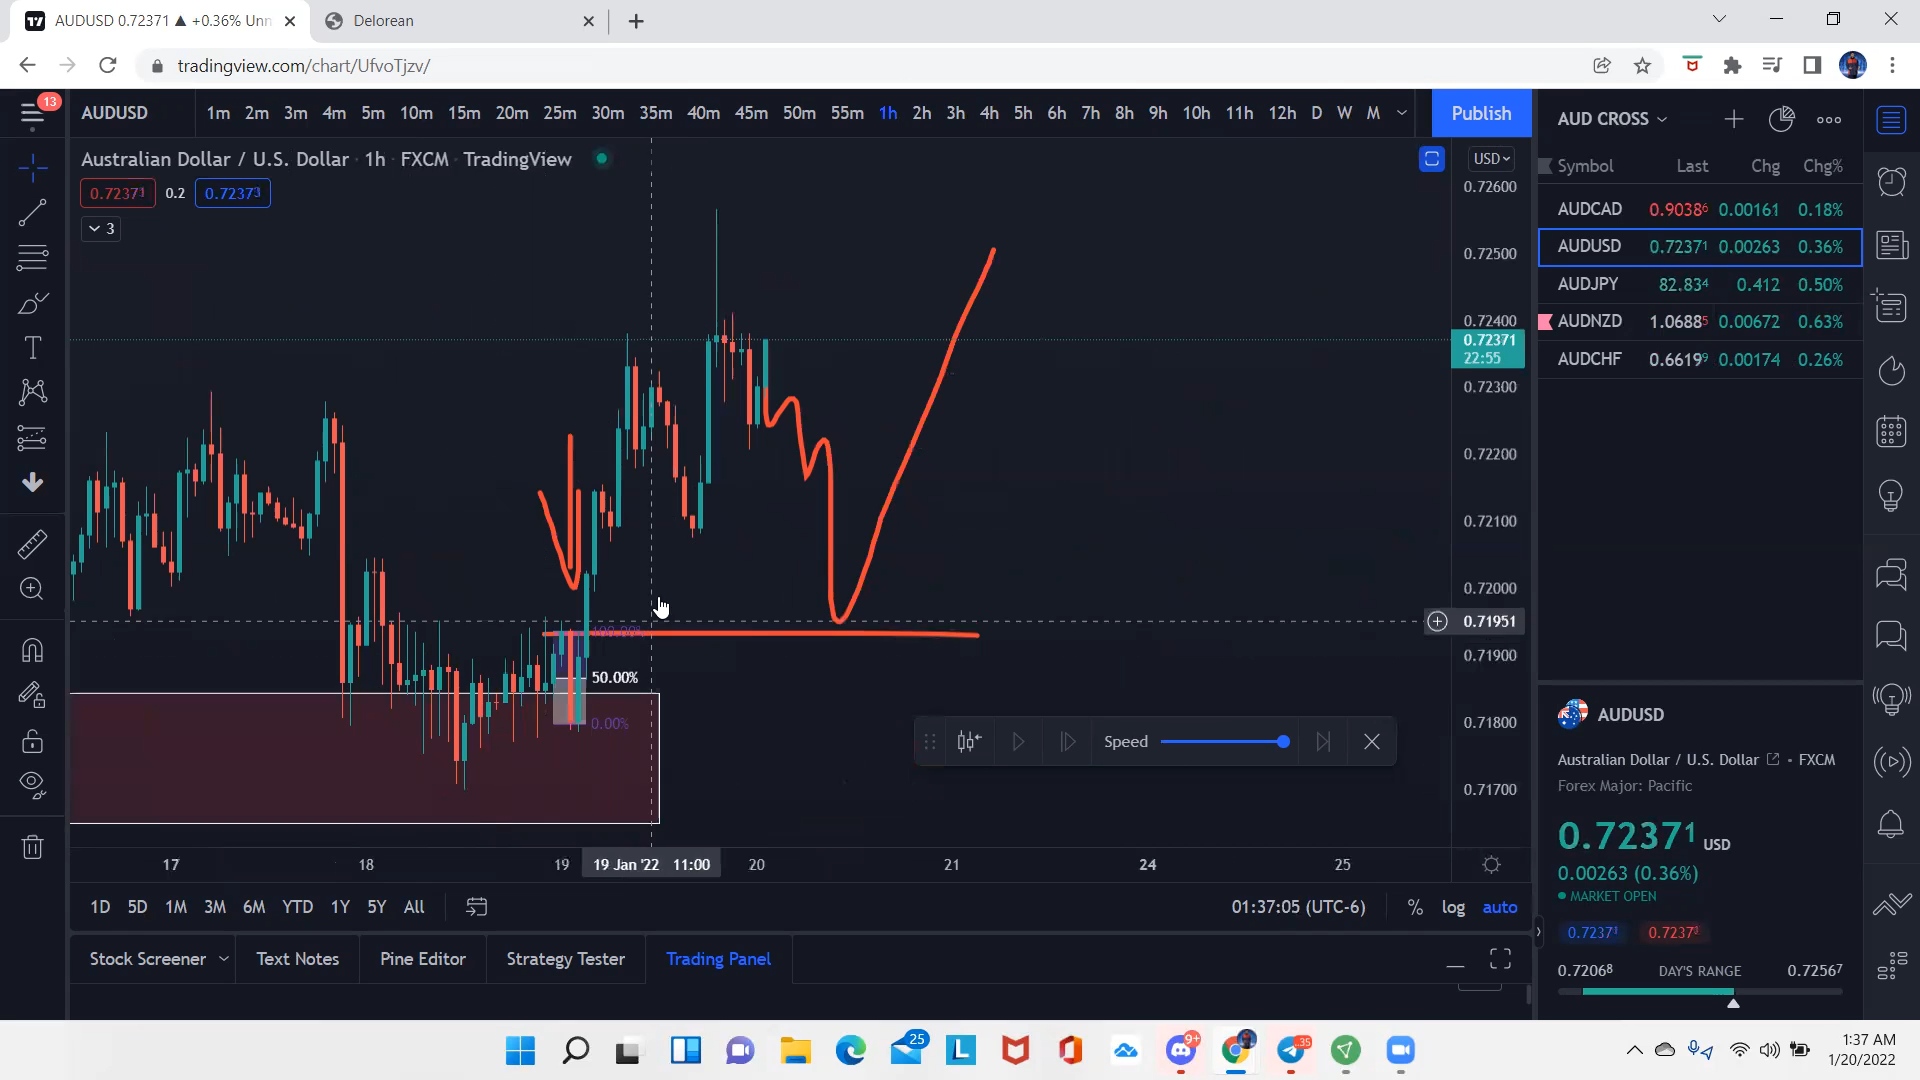 AUDUSD 0.72371 ▲ +0.36% Unn
Delorean
tradingview.com/chart/UfvoTjzv/
13
AUDUSD 1m 2m 3m 4m 5m 10m 15m 20m 25m 30m 35m 40m 45m 50m 55m 1h 2h 3h 4h 5h 6h 7h 8h 9h 10h 11h 12h D W M
Publish
Australian Dollar / U.S. Dollar · 1h · FXCM · TradingView
0.72371 0.2 0.72373
3
USD
0.72600
0.72500
0.72400
0.72371
22:55
0.72300
0.72200
0.72100
0.72000
0.71951
0.71900
0.71800
0.71700
100.00%
50.00%
0.00%
Speed
17 18 19 19 Jan '22 11:00 20 21 24 25
1D 5D 1M 3M 6M YTD 1Y 5Y All
01:37:05 (UTC-6) % log auto
Stock Screener Text Notes Pine Editor Strategy Tester Trading Panel
AUD CROSS
Symbol Last Chg Chg%
AUDCAD 0.90386 0.00161 0.18%
AUDUSD 0.72371 0.00263 0.36%
AUDJPY 82.834 0.412 0.50%
AUDNZD 1.06885 0.00672 0.63%
AUDCHF 0.66199 0.00174 0.26%
AUDUSD
Australian Dollar / U.S. Dollar • FXCM
Forex Major: Pacific
0.72371 USD
0.00263 (0.36%)
MARKET OPEN
0.72371 0.72373
0.72068 DAY'S RANGE 0.72567
25
L
9+
35
1:37 AM
1/20/2022